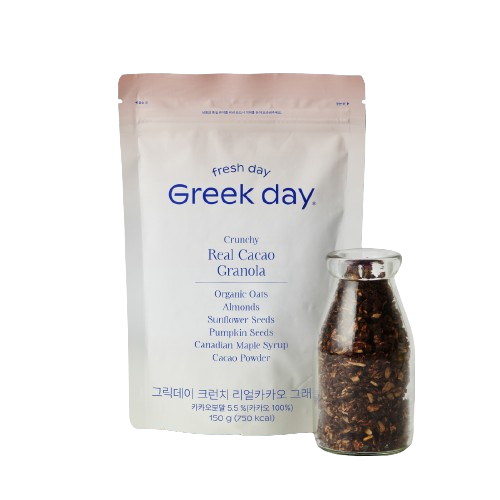 fresh day
Greek day®
Crunchy
Real Cacao
Granola
Organic Oats
Almonds
Sunflower Seeds
Pumpkin Seeds
Canadian Maple Syrup
Cacao Powder
그릭데이 크런치 리얼카카오 그래
카카오분말 5.5 %(카카오 100%)
150 g (750 kcal)